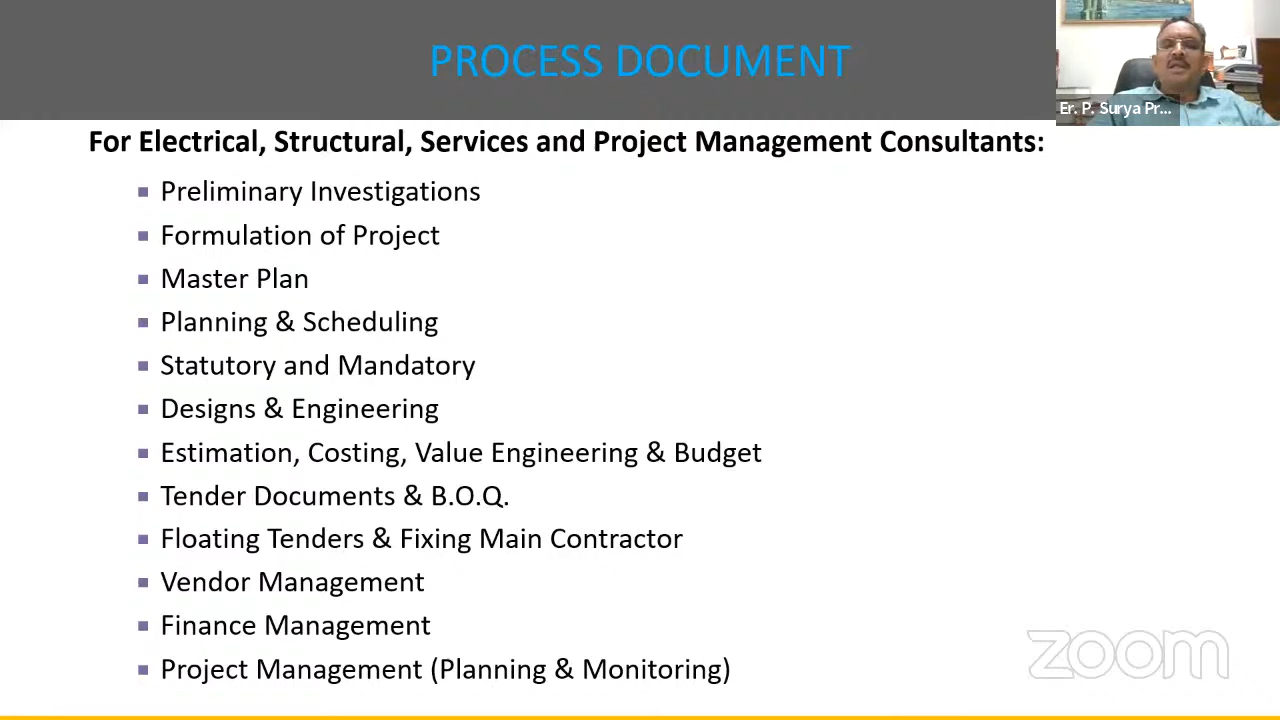 PROCESS DOCUMENT
Er. P. Surya Pr...
For Electrical, Structural, Services and Project Management Consultants:
Preliminary Investigations
Formulation of Project
Master Plan
Planning & Scheduling
Statutory and Mandatory
Designs & Engineering
Estimation, Costing, Value Engineering & Budget
Tender Documents & B.O.Q.
Floating Tenders & Fixing Main Contractor
Vendor Management
Finance Management
Project Management (Planning & Monitoring)
zoom